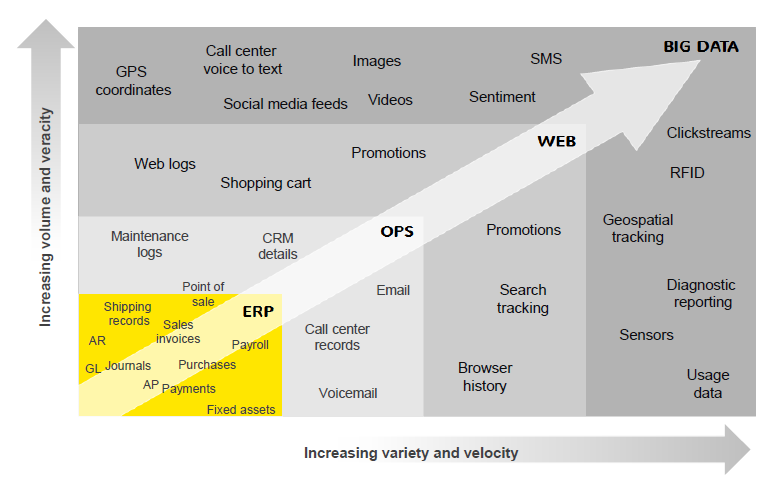 BIG DATA
GPS
coordinates
Call center
voice to text
Images
SMS
Social media feeds
Videos
Sentiment
Clickstreams
RFID
Geospatial
tracking
Diagnostic
reporting
Sensors
Usage
data
WEB
Web logs
Shopping cart
Promotions
Promotions
Search
tracking
Browser
history
OPS
Maintenance
logs
CRM
details
Point of
sale
Email
Call center
records
Voicemail
ERP
Shipping
records
Sales
invoices
AR
Payroll
GL
Journals
Purchases
AP
Payments
Fixed assets
Increasing volume and veracity
Increasing variety and velocity